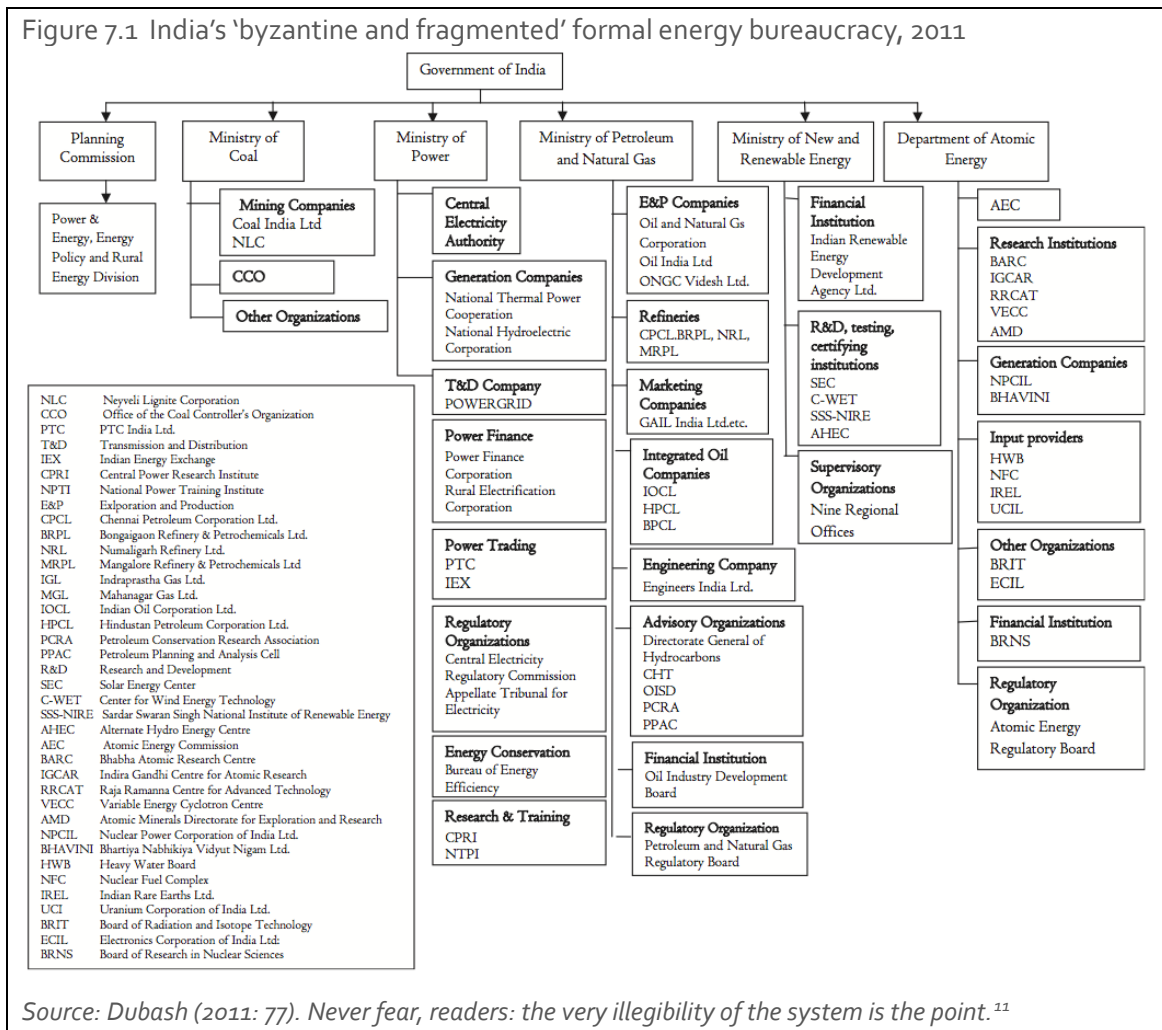 Figure 7.1 India's 'byzantine and fragmented' formal energy bureaucracy, 2011
Government of India
Planning
Commission
Power &
Energy, Energy
Policy and Rural
Energy Division
Ministry of
Coal
Mining Companies
Coal India Ltd
NLC
CCO
Other Organizations
Ministry of
Power
Central
Electricity
Authority
Generation Companies
National Thermal Power
Cooperation
National Hydroelectric
Corporation
T&D Company
POWERGRID
Power Finance
Power Finance
Corporation
Rural Electrification
Corporation
Power Trading
PTC
IEX
Regulatory
Organizations
Central Electricity
Regulatory Commission
Appellate Tribunal for
Electricity
Energy Conservation
Bureau of Energy
Efficiency
Research & Training
CPRI
NTPI
Ministry of Petroleum
and Natural Gas
E&P Companies
Oil and Natural Gs
Corporation
Oil India Ltd
ONGC Videsh Ltd.
Refineries
CPCL.BRPL, NRL,
MRPL
Marketing
Companies
GAIL India Ltd.etc.
Integrated Oil
Companies
IOCL
HPCL
BPCL
Engineering Company
Engineers India Lrd.
Advisory Organizations
Directorate General of
Hydrocarbons
CHT
OISD
PCRA
PPAC
Financial Institution
Oil Industry Development
Board
Regulatory Organization
Petroleum and Natural Gas
Regulatory Board
Ministry of New and
Renewable Energy
Financial
Institution
Indian Renewable
Energy
Development
Agency Ltd.
R&D, testing,
certifying
institutions
SEC
C-WET
SSS-NIRE
AHEC
Supervisory
Organizations
Nine Regional
Offices
Department of Atomic
Energy
AEC
Research Institutions
BARC
IGCAR
RRCAT
VECC
AMD
Generation Companies
NPCIL
BHAVINI
Input providers
HWB
NFC
IREL
UCIL
Other Organizations
BRIT
ECIL
Financial Institution
BRNS
Regulatory
Organization
Atomic Energy
Regulatory Board
NLC Neyveli Lignite Corporation
CCO Office of the Coal Controller's Organization
PTC PTC India Ltd.
T&D Transmission and Distribution
IEX Indian Energy Exchange
CPRI Central Power Research Institute
NPTI National Power Training Institute
E&P Exlporation and Production
CPCL Chennai Petroleum Corporation Ltd.
BRPL Bongaigaon Refinery & Petrochemicals Ltd.
NRL Numaligarh Refinery Ltd.
MRPL Mangalore Refinery & Petrochemicals Ltd
IGL Indraprastha Gas Ltd.
MGL Mahanagar Gas Ltd.
IOCL Indian Oil Corporation Ltd.
HPCL Hindustan Petroleum Corporation Ltd.
PCRA Petroleum Conservation Research Association
PPAC Petroleum Planning and Analysis Cell
R&D Research and Development
SEC Solar Energy Center
C-WET Center for Wind Energy Technology
SSS-NIRE Sardar Swaran Singh National Institute of Renewable Energy
AHEC Alternate Hydro Energy Centre
AEC Atomic Energy Commission
BARC Bhabha Atomic Research Centre
IGCAR Indira Gandhi Centre for Atomic Research
RRCAT Raja Ramanna Centre for Advanced Technology
VECC Variable Energy Cyclotron Centre
AMD Atomic Minerals Directorate for Exploration and Research
NPCIL Nuclear Power Corporation of India Ltd.
BHAVINI Bhartiya Nabhikiya Vidyut Nigam Ltd.
HWB Heavy Water Board
NFC Nuclear Fuel Complex
IREL Indian Rare Earths Ltd.
UCI Uranium Corporation of India Ltd.
BRIT Board of Radiation and Isotope Technology
ECIL Electronics Corporation of India Ltd:
BRNS Board of Research in Nuclear Sciences
Source: Dubash (2011: 77). Never fear, readers: the very illegibility of the system is the point.11